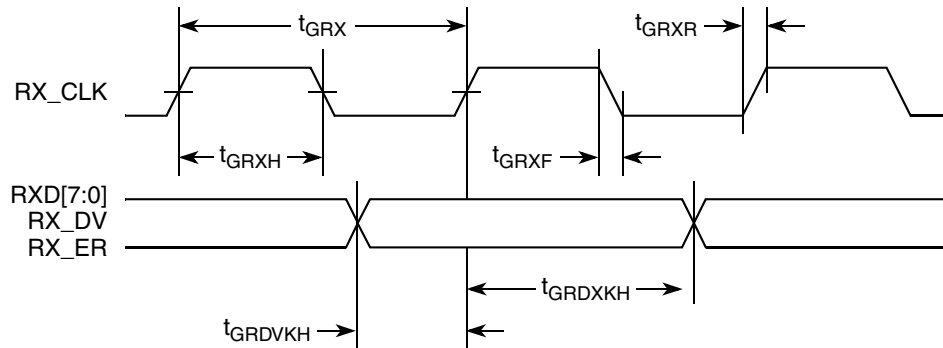 tGRX
tGRXR
RX_CLK
tGRXH
tGRXF
RXD[7:0]
RX_DV
RX_ER
tGRDXKH
tGRDVKH